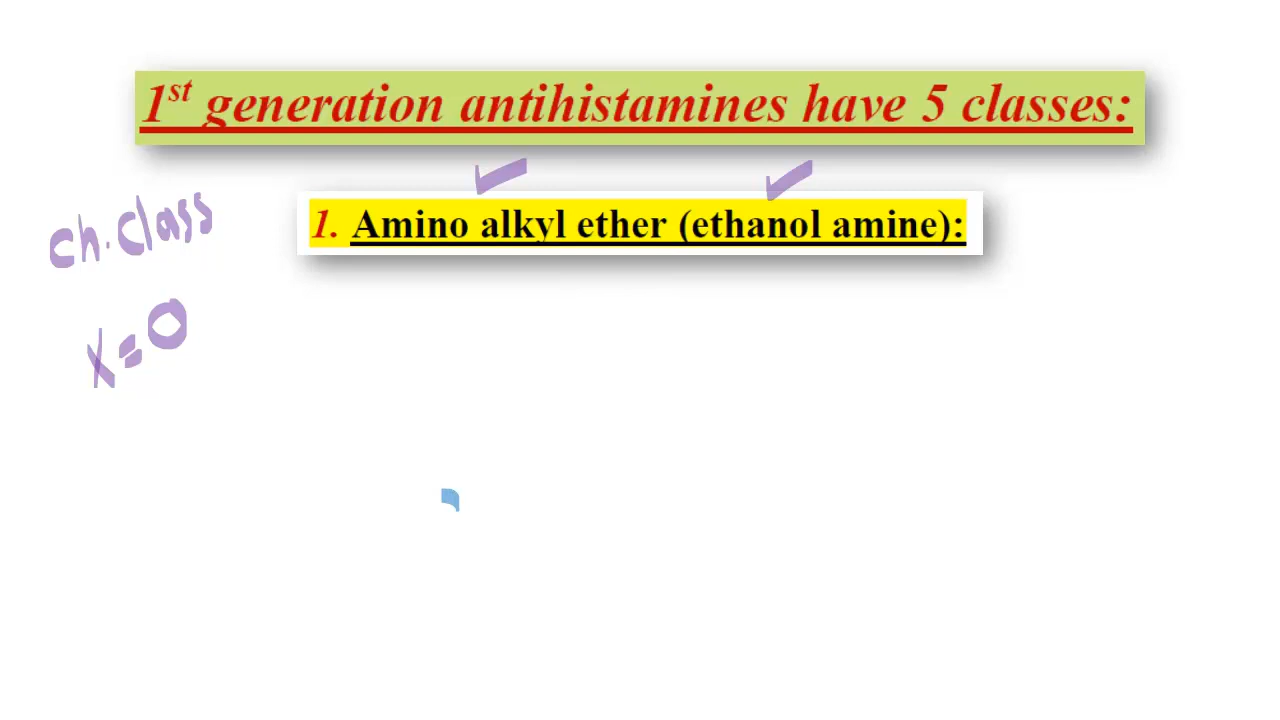 1st generation antihistamines have 5 classes:
1. Amino alkyl ether (ethanol amine):
ch. class
X = O